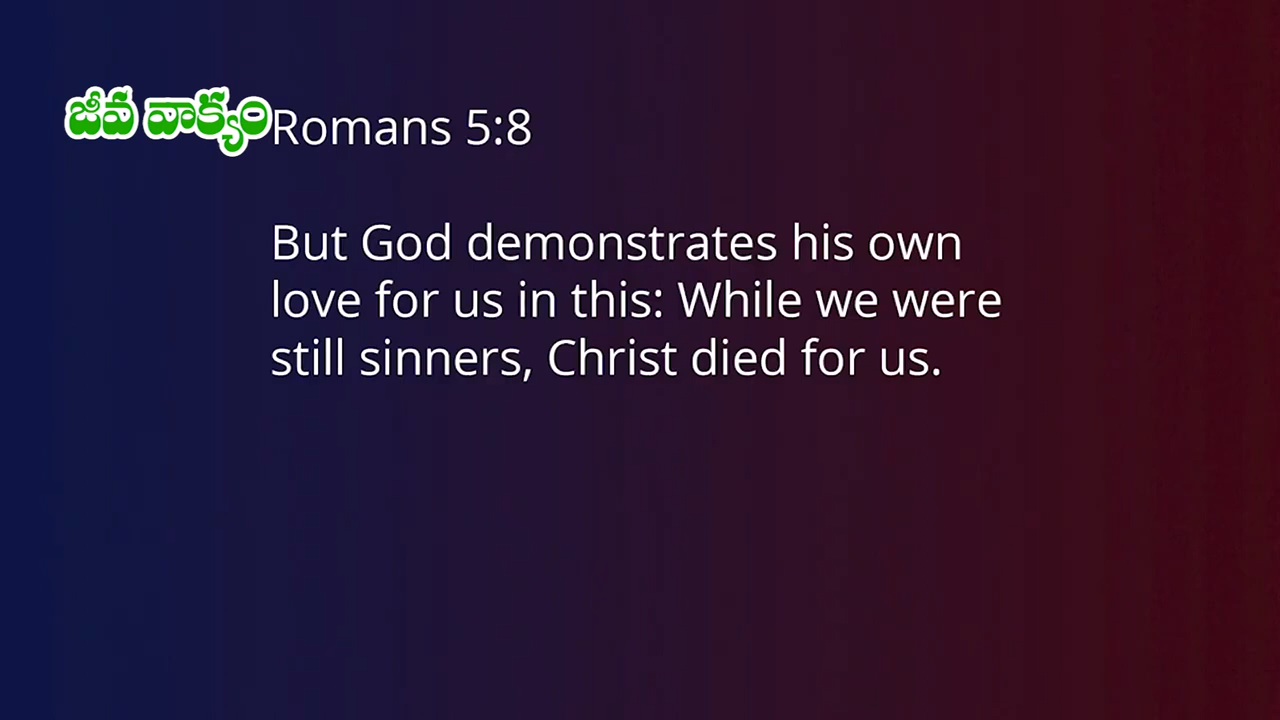 జీవ వాక్యం
Romans 5:8
But God demonstrates his own
love for us in this: While we were
still sinners, Christ died for us.